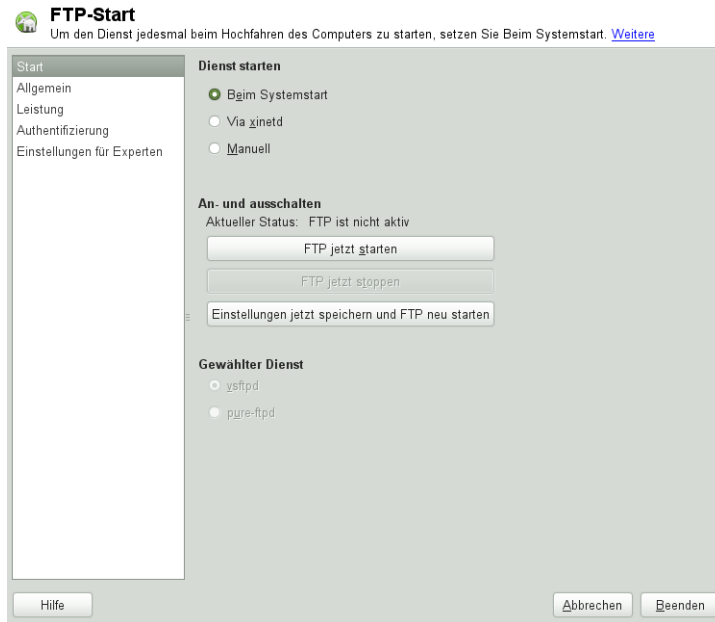 FTP-Start
Um den Dienst jedesmal beim Hochfahren des Computers zu starten, setzen Sie Beim Systemstart. Weitere
Start
Allgemein
Leistung
Authentifizierung
Einstellungen für Experten
Dienst starten
Beim Systemstart
Via xinetd
Manuell
An- und ausschalten
Aktueller Status: FTP ist nicht aktiv
FTP jetzt starten
FTP jetzt stoppen
Einstellungen jetzt speichern und FTP neu starten
Gewählter Dienst
vsftpd
pure-ftpd
Hilfe
Abbrechen
Beenden